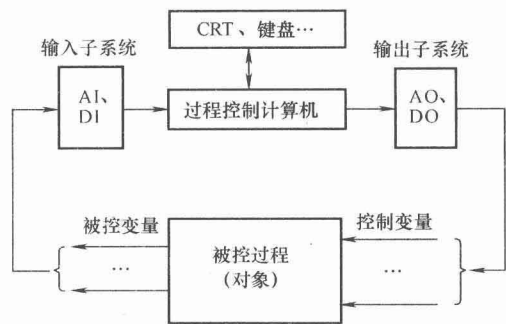 CRT、键盘…
输入子系统
输出子系统
AI、
DI
过程控制计算机
AO、
DO
被控变量
控制变量
…
被控过程
(对象)
…